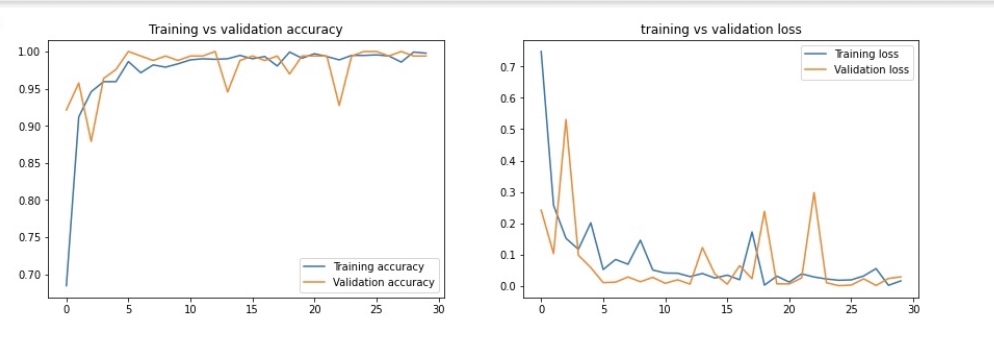 Training vs validation accuracy
1.00
0.95
0.90
0.85
0.80
0.75
0.70
0 5 10 15 20 25 30
Training accuracy
Validation accuracy
training vs validation loss
0.7
0.6
0.5
0.4
0.3
0.2
0.1
0.0
0 5 10 15 20 25 30
Training loss
Validation loss